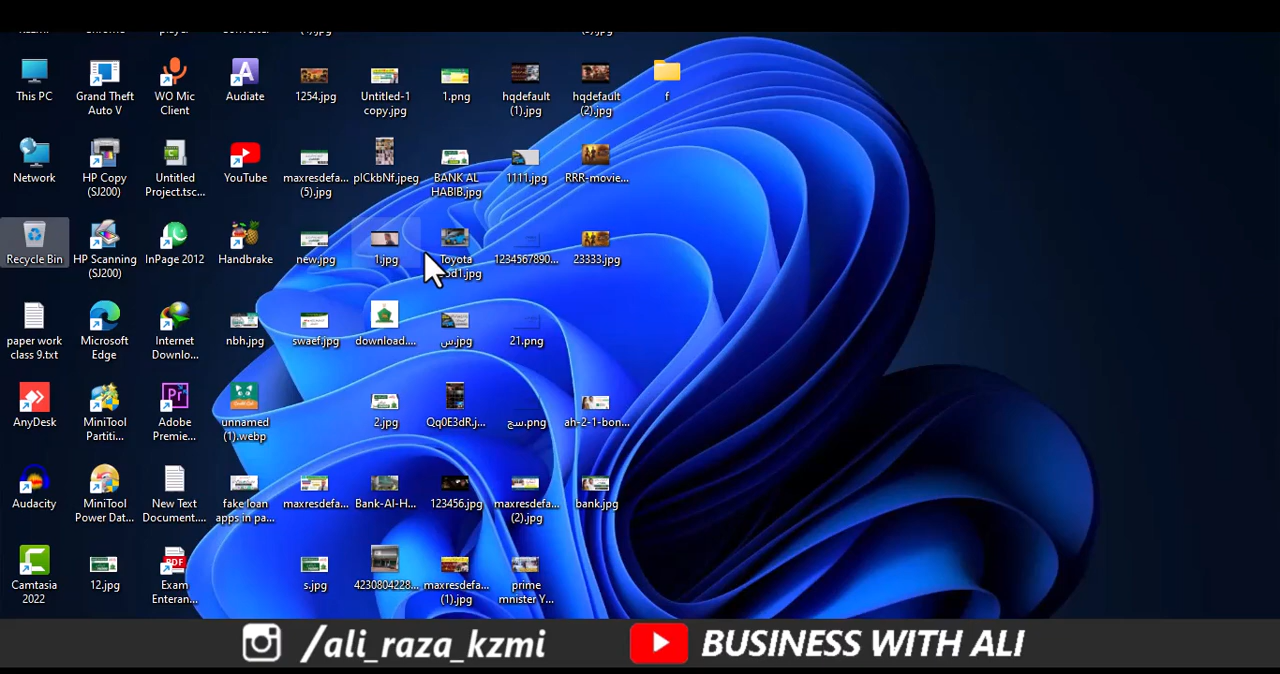 (1).jpg
This PC
Grand Theft
Auto V
WO Mic
Client
Audiate
1254.jpg
Untitled-1
copy.jpg
1.png
hqdefault
(1).jpg
hqdefault
(2).jpg
f
Network
HP Copy
(SJ200)
Untitled
Project.tsc...
YouTube
maxresdefa...
(5).jpg
plCkbNf.jpeg
BANK AL
HABIB.jpg
1111.jpg
RRR-movie...
Recycle Bin
HP Scanning
(SJ200)
InPage 2012
Handbrake
new.jpg
1.jpg
Toyota
1234567890...
23333.jpg
paper work
class 9.txt
Microsoft
Edge
Internet
Downlo...
nbh.jpg
swaef.jpg
download....
س.jpg
21.png
AnyDesk
MiniTool
Partiti...
Adobe
Premie...
unnamed
(1).webp
2.jpg
Qq0E3dR.j...
سج.png
ah-2-1-bon...
Audacity
MiniTool
Power Dat...
New Text
Document....
fake loan
apps in pa...
maxresdefa...
Bank-Al-H...
123456.jpg
maxresdefa...
(2).jpg
bank.jpg
Camtasia
2022
12.jpg
Exam
Enteran...
s.jpg
4230804228...
maxresdefa...
(1).jpg
prime
mnister Y...
/ali_raza_kzmi
BUSINESS WITH ALI